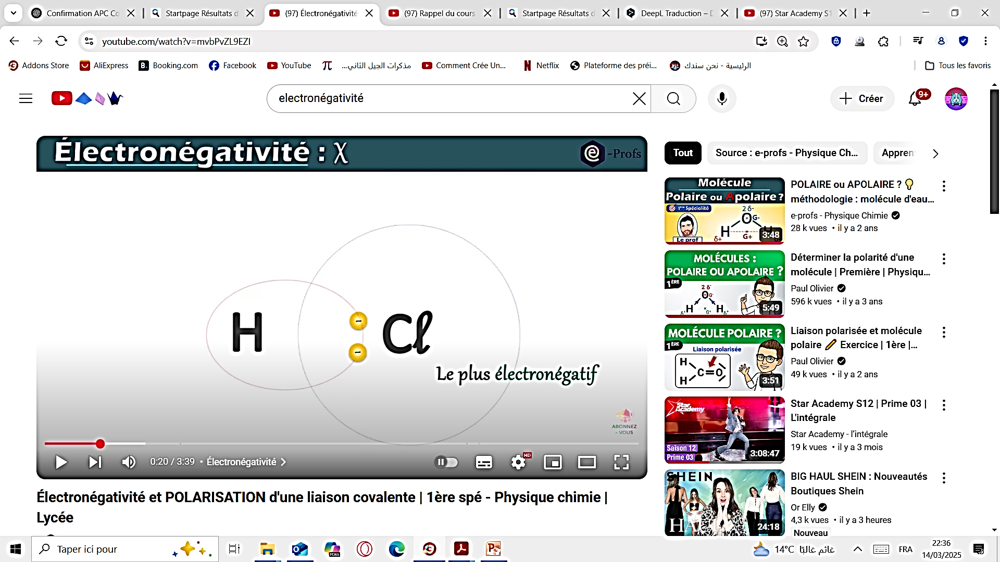 Confirmation APC Co
Startpage Résultats d
(97) Électronégativité
(97) Rappel du cours
Startpage Résultats d
DeepL Traduction – D
(97) Star Academy S1
youtube.com/watch?v=mvbPvZL9EZI
Addons Store
AliExpress
Booking.com
Facebook
YouTube
مذكرات الجيل الثاني...
Comment Crée Un...
Netflix
Plateforme des préi...
الرئيسية - نحن سندك
Tous les favoris
electronégativité
Créer
9+
Électronégativité : χ
e-Profs
H
Cℓ
Le plus électronégatif
ABONNEZ
- VOUS
0:20 / 3:39 • Électronégativité
HD
Électronégativité et POLARISATION d'une liaison covalente | 1ère spé - Physique chimie |
Lycée
Tout
Source : e-profs - Physique Ch...
Appren
Molécule
Polaire ou Apolaire ?
1ère Spécialité
Le prof
2 δ-
O G-
H H
G+
δ+
3:48
POLAIRE ou APOLAIRE ? 💡
méthodologie : molécule d'eau...
e-profs - Physique Chimie
28 k vues • il y a 2 ans
MOLÉCULES :
POLAIRE OU APOLAIRE ?
1ÈRE
2 δ-
O G-
H G+ H
δ+ δ+
5:49
Déterminer la polarité d'une
molécule | Première | Physiqu...
Paul Olivier
596 k vues • il y a 3 ans
MOLÉCULE POLAIRE ?
1ÈRE
Liaison polarisée
H
C=O
H
3:51
Liaison polarisée et molécule
polaire ✏️ Exercice | 1ère |...
Paul Olivier
49 k vues • il y a 2 ans
Star Academy
Saison 12
Prime 03
3:08:47
Star Academy S12 | Prime 03 |
L'intégrale
Star Academy - l'intégrale
19 k vues • il y a 3 mois
SHEIN
24:18
BIG HAUL SHEIN : Nouveautés
Boutiques Shein
Or Elly
4,3 k vues • il y a 3 heures
Nouveau
Taper ici pour
M365
14°C غائم غالبًا
FRA
22:36
14/03/2025